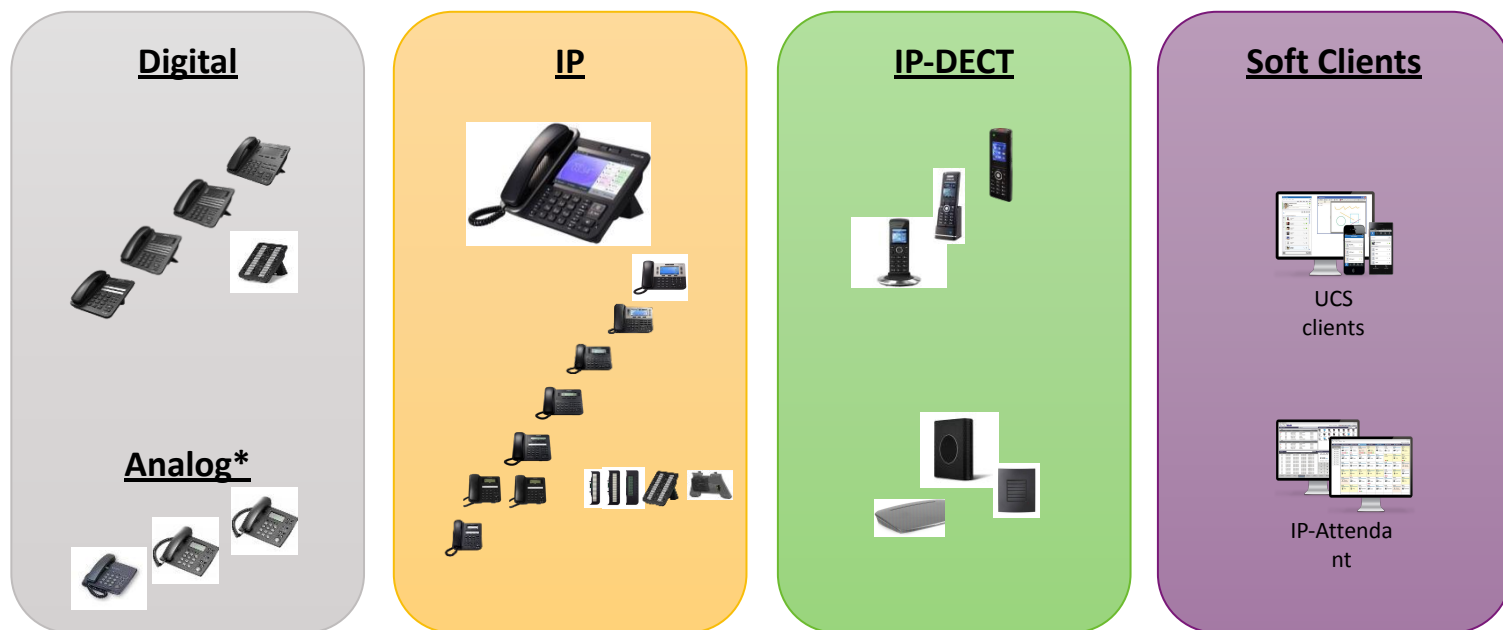 Digital
Analog*
IP
IP-DECT
Soft Clients
UCS
clients
IP-Attenda
nt